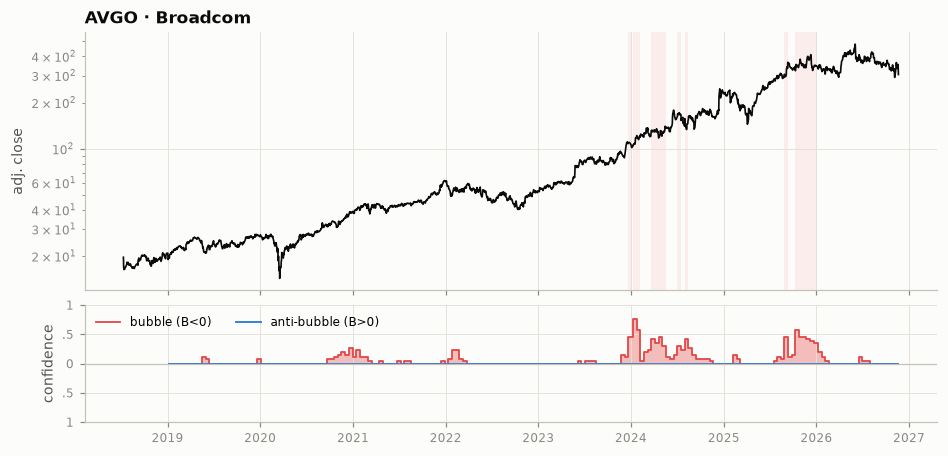 AVGO · Broadcom
4 × 10²
3 × 10²
2 × 10²
10²
6 × 10¹
4 × 10¹
3 × 10¹
2 × 10¹
adj. close
1
.5
0
.5
1
confidence
bubble (B<0)
anti-bubble (B>0)
2019 2020 2021 2022 2023 2024 2025 2026 2027